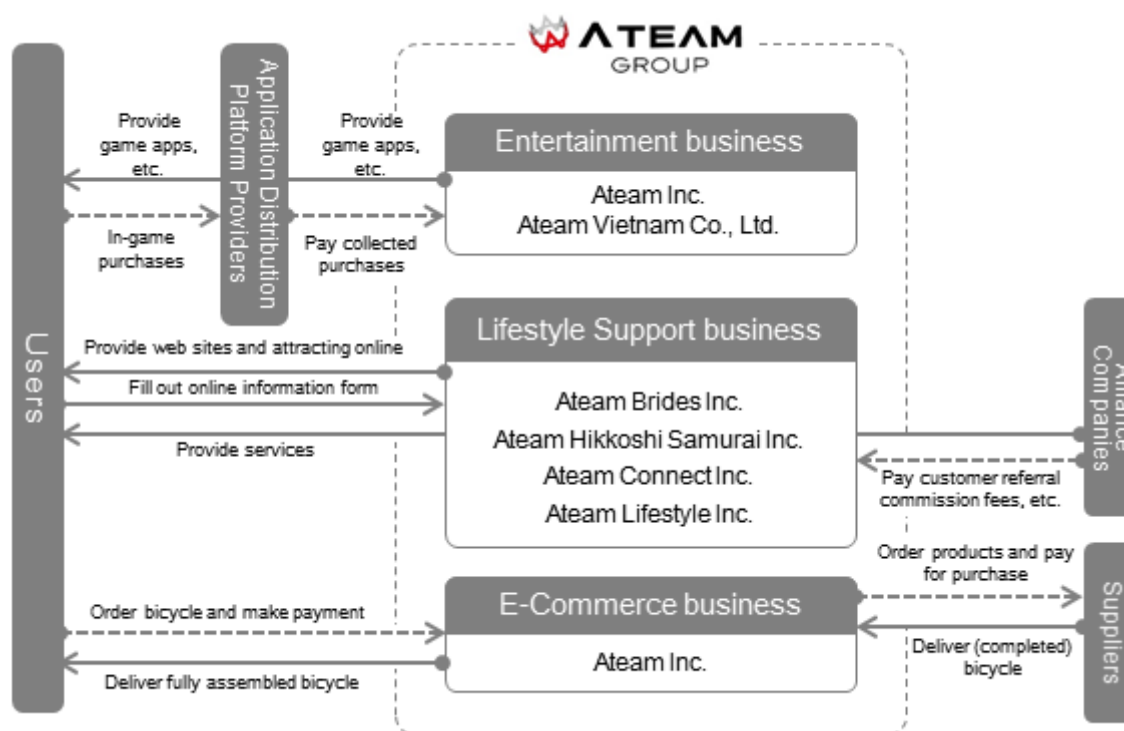 ATEAM
GROUP
Users
Application Distribution
Platform Providers
Provide
game apps,
etc.
Provide
game apps,
etc.
In-game
purchases
Pay collected
purchases
Entertainment business
Ateam Inc.
Ateam Vietnam Co., Ltd.
Lifestyle Support business
Ateam Brides Inc.
Ateam Hikkoshi Samurai Inc.
Ateam Connect Inc.
Ateam Lifestyle Inc.
Provide web sites and attracting online
Fill out online information form
Provide services
Alliance
Companies
Pay customer referral
commission fees, etc.
E-Commerce business
Ateam Inc.
Order bicycle and make payment
Deliver fully assembled bicycle
Order products and pay
for purchase
Deliver (completed)
bicycle
Suppliers